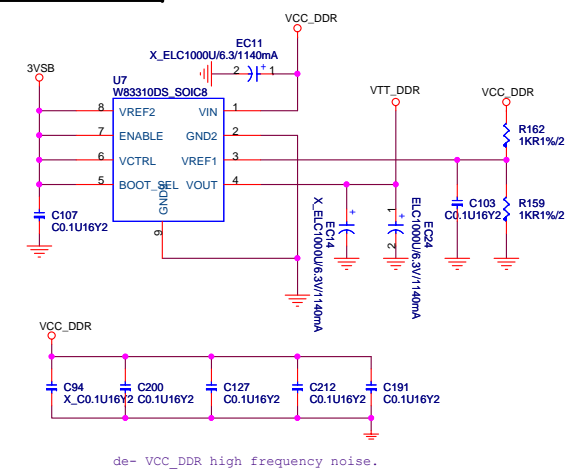 VCC_DDR
EC11
X_ELC1000U/6.3/1140mA
2 + 1
3VSB
U7
W83310DS_SOIC8
VTT_DDR
VCC_DDR
8 VREF2 VIN 1
R162
1KR1%/2
7 ENABLE GND2 2
6 VCTRL VREF1 3
5 BOOT_SEL VOUT 4
GND9
9
C107
C0.1U16Y2
C103
C0.1U16Y2
R159
1KR1%/2
+
EC14
X_ELC1000U/6.3V/1140mA
1 +
2
EC24
ELC1000U/6.3V/1140mA
VCC_DDR
C94
X_C0.1U16Y2
C200
C0.1U16Y2
C127
C0.1U16Y2
C212
C0.1U16Y2
C191
C0.1U16Y2
de- VCC_DDR high frequency noise.